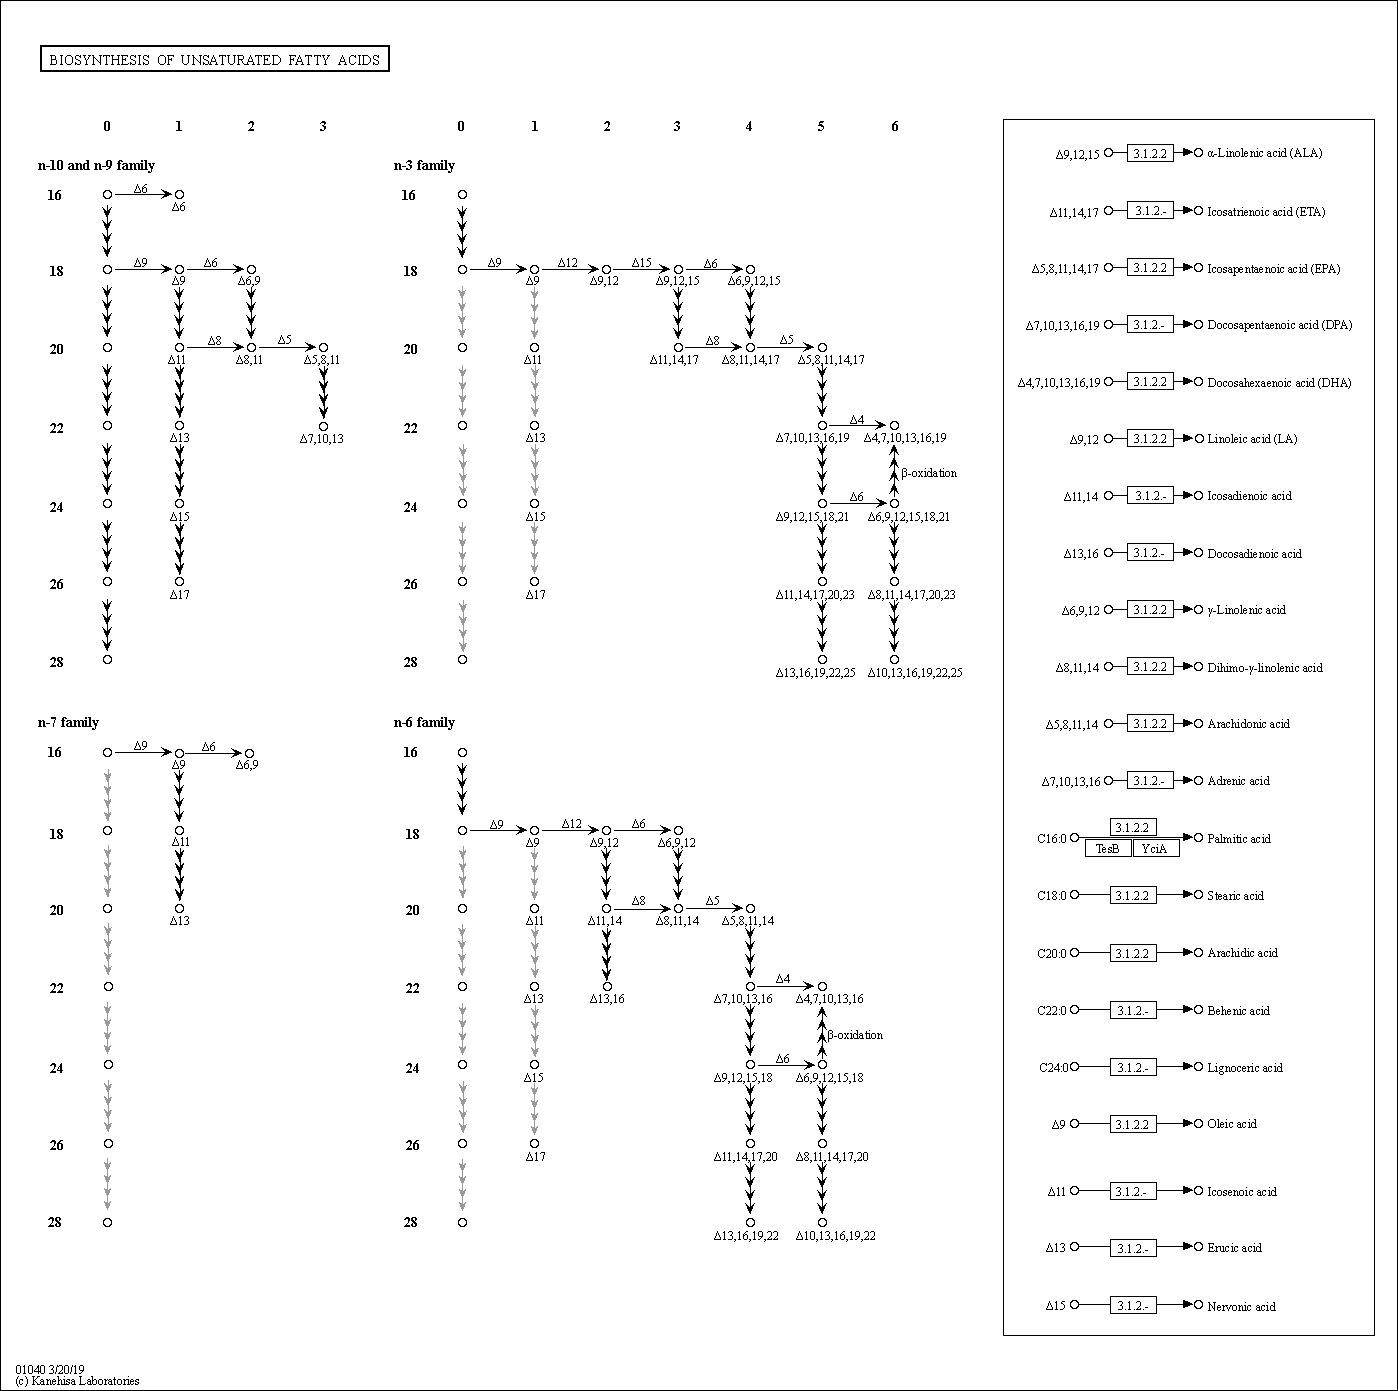 BIOSYNTHESIS OF UNSATURATED FATTY ACIDS
0 1 2 3
n-10 and n-9 family
16
Δ6
Δ6
18
Δ9 Δ6
Δ9 Δ6,9
20
Δ8 Δ5
Δ11 Δ8,11 Δ5,8,11
22
Δ13 Δ7,10,13
24
Δ15
26
Δ17
28
0 1 2 3 4 5 6
n-3 family
16
18
Δ9 Δ12 Δ15 Δ6
Δ9 Δ9,12 Δ9,12,15 Δ6,9,12,15
20
Δ8 Δ5
Δ11 Δ11,14,17 Δ8,11,14,17 Δ5,8,11,14,17
22
Δ4
Δ13 Δ7,10,13,16,19 Δ4,7,10,13,16,19
β-oxidation
24
Δ6
Δ15 Δ9,12,15,18,21 Δ6,9,12,15,18,21
26
Δ17 Δ11,14,17,20,23 Δ8,11,14,17,20,23
28
Δ13,16,19,22,25 Δ10,13,16,19,22,25
n-7 family
16
Δ9 Δ6
Δ9 Δ6,9
18
Δ11
20
Δ13
22
24
26
28
n-6 family
16
18
Δ9 Δ12 Δ6
Δ9 Δ9,12 Δ6,9,12
20
Δ8 Δ5
Δ11 Δ11,14 Δ8,11,14 Δ5,8,11,14
22
Δ4
Δ13 Δ13,16 Δ7,10,13,16 Δ4,7,10,13,16
β-oxidation
24
Δ6
Δ15 Δ9,12,15,18 Δ6,9,12,15,18
26
Δ17 Δ11,14,17,20 Δ8,11,14,17,20
28
Δ13,16,19,22 Δ10,13,16,19,22
Δ9,12,15 3.1.2.2 α-Linolenic acid (ALA)
Δ11,14,17 3.1.2.- Icosatrienoic acid (ETA)
Δ5,8,11,14,17 3.1.2.2 Icosapentaenoic acid (EPA)
Δ7,10,13,16,19 3.1.2.- Docosapentaenoic acid (DPA)
Δ4,7,10,13,16,19 3.1.2.2 Docosahexaenoic acid (DHA)
Δ9,12 3.1.2.2 Linoleic acid (LA)
Δ11,14 3.1.2.- Icosadienoic acid
Δ13,16 3.1.2.- Docosadienoic acid
Δ6,9,12 3.1.2.2 γ-Linolenic acid
Δ8,11,14 3.1.2.2 Dihimo-γ-linolenic acid
Δ5,8,11,14 3.1.2.2 Arachidonic acid
Δ7,10,13,16 3.1.2.- Adrenic acid
3.1.2.2
C16:0 Palmitic acid
TesB YciA
C18:0 3.1.2.2 Stearic acid
C20:0 3.1.2.2 Arachidic acid
C22:0 3.1.2.- Behenic acid
C24:0 3.1.2.- Lignoceric acid
Δ9 3.1.2.2 Oleic acid
Δ11 3.1.2.- Icosenoic acid
Δ13 3.1.2.- Erucic acid
Δ15 3.1.2.- Nervonic acid
01040 3/20/19
(c) Kanehisa Laboratories